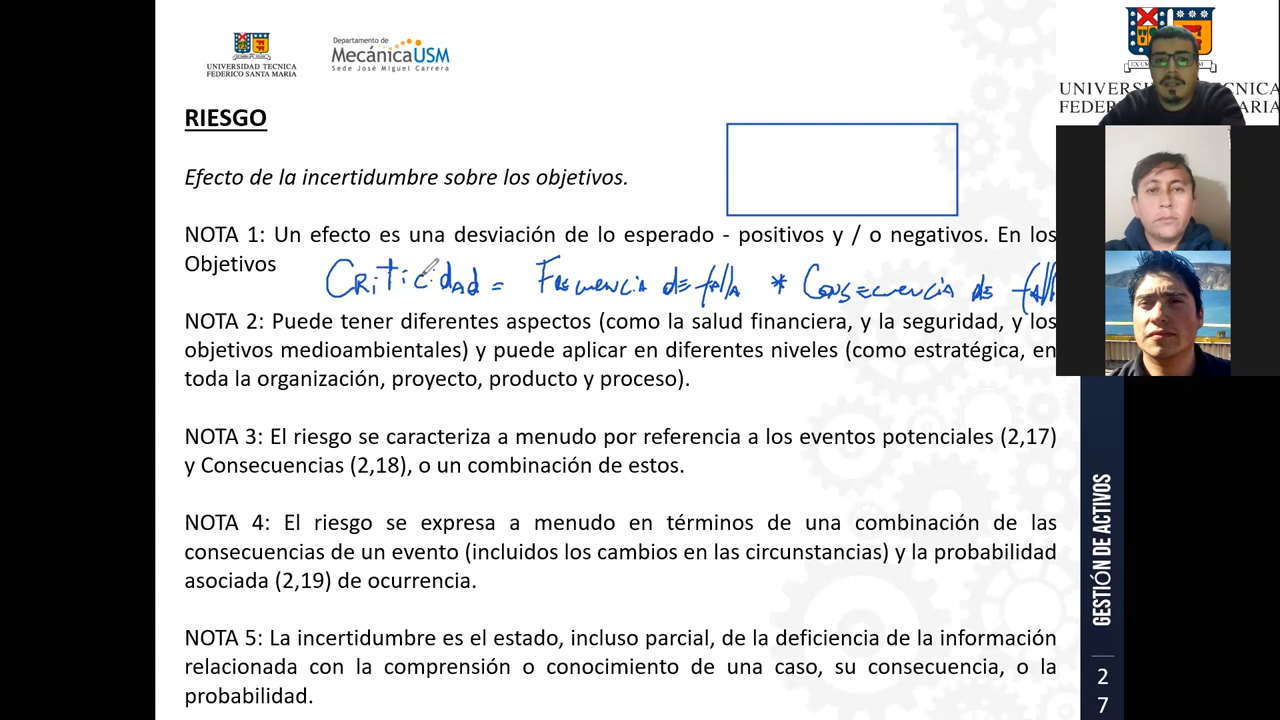 UNIVERSIDAD TECNICA
FEDERICO SANTA MARIA
Departamento de
MecánicaUSM
Sede José Miguel Carrera
RIESGO
Efecto de la incertidumbre sobre los objetivos.
NOTA 1: Un efecto es una desviación de lo esperado - positivos y / o negativos. En los
Objetivos
CRiTiCidAd = Frecuencia de falla * Consecuencia de fall
NOTA 2: Puede tener diferentes aspectos (como la salud financiera, y la seguridad, y los
objetivos medioambientales) y puede aplicar en diferentes niveles (como estratégica, en
toda la organización, proyecto, producto y proceso).
NOTA 3: El riesgo se caracteriza a menudo por referencia a los eventos potenciales (2,17)
y Consecuencias (2,18), o un combinación de estos.
NOTA 4: El riesgo se expresa a menudo en términos de una combinación de las
consecuencias de un evento (incluidos los cambios en las circunstancias) y la probabilidad
asociada (2,19) de ocurrencia.
NOTA 5: La incertidumbre es el estado, incluso parcial, de la deficiencia de la información
relacionada con la comprensión o conocimiento de una caso, su consecuencia, o la
probabilidad.
GESTIÓN DE ACTIVOS
2
7
UNIVERS CNICA
FEDER ARIA